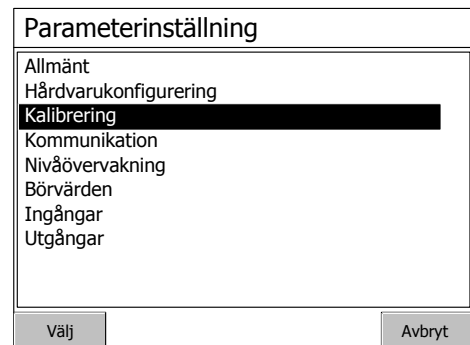 Parameterinställning
Allmänt
Hårdvarukonfigurering
Kalibrering
Kommunikation
Nivåövervakning
Börvärden
Ingångar
Utgångar
Välj
Avbryt